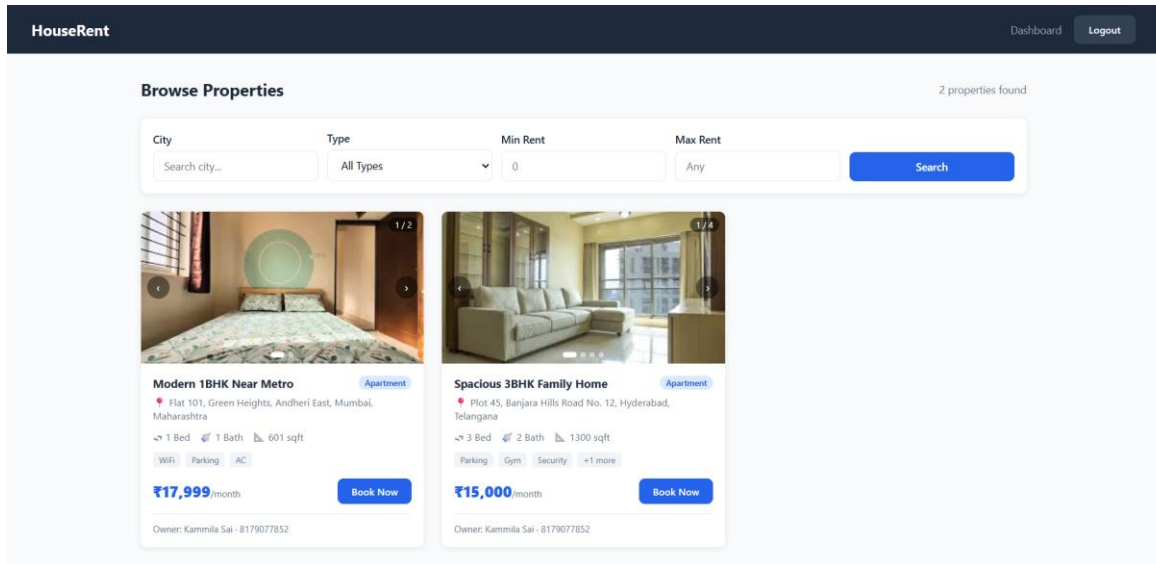 HouseRent
Dashboard
Logout
Browse Properties
2 properties found
City
Type
Min Rent
Max Rent
Search city...
All Types
0
Any
Search
1 / 2
‹
›
Modern 1BHK Near Metro
Apartment
Flat 101, Green Heights, Andheri East, Mumbai,
Maharashtra
1 Bed
1 Bath
601 sqft
WiFi
Parking
AC
₹17,999/month
Book Now
Owner: Kammila Sai - 8179077852
1 / 4
‹
›
Spacious 3BHK Family Home
Apartment
Plot 45, Banjara Hills Road No. 12, Hyderabad,
Telangana
3 Bed
2 Bath
1300 sqft
Parking
Gym
Security
+1 more
₹15,000/month
Book Now
Owner: Kammila Sai - 8179077852